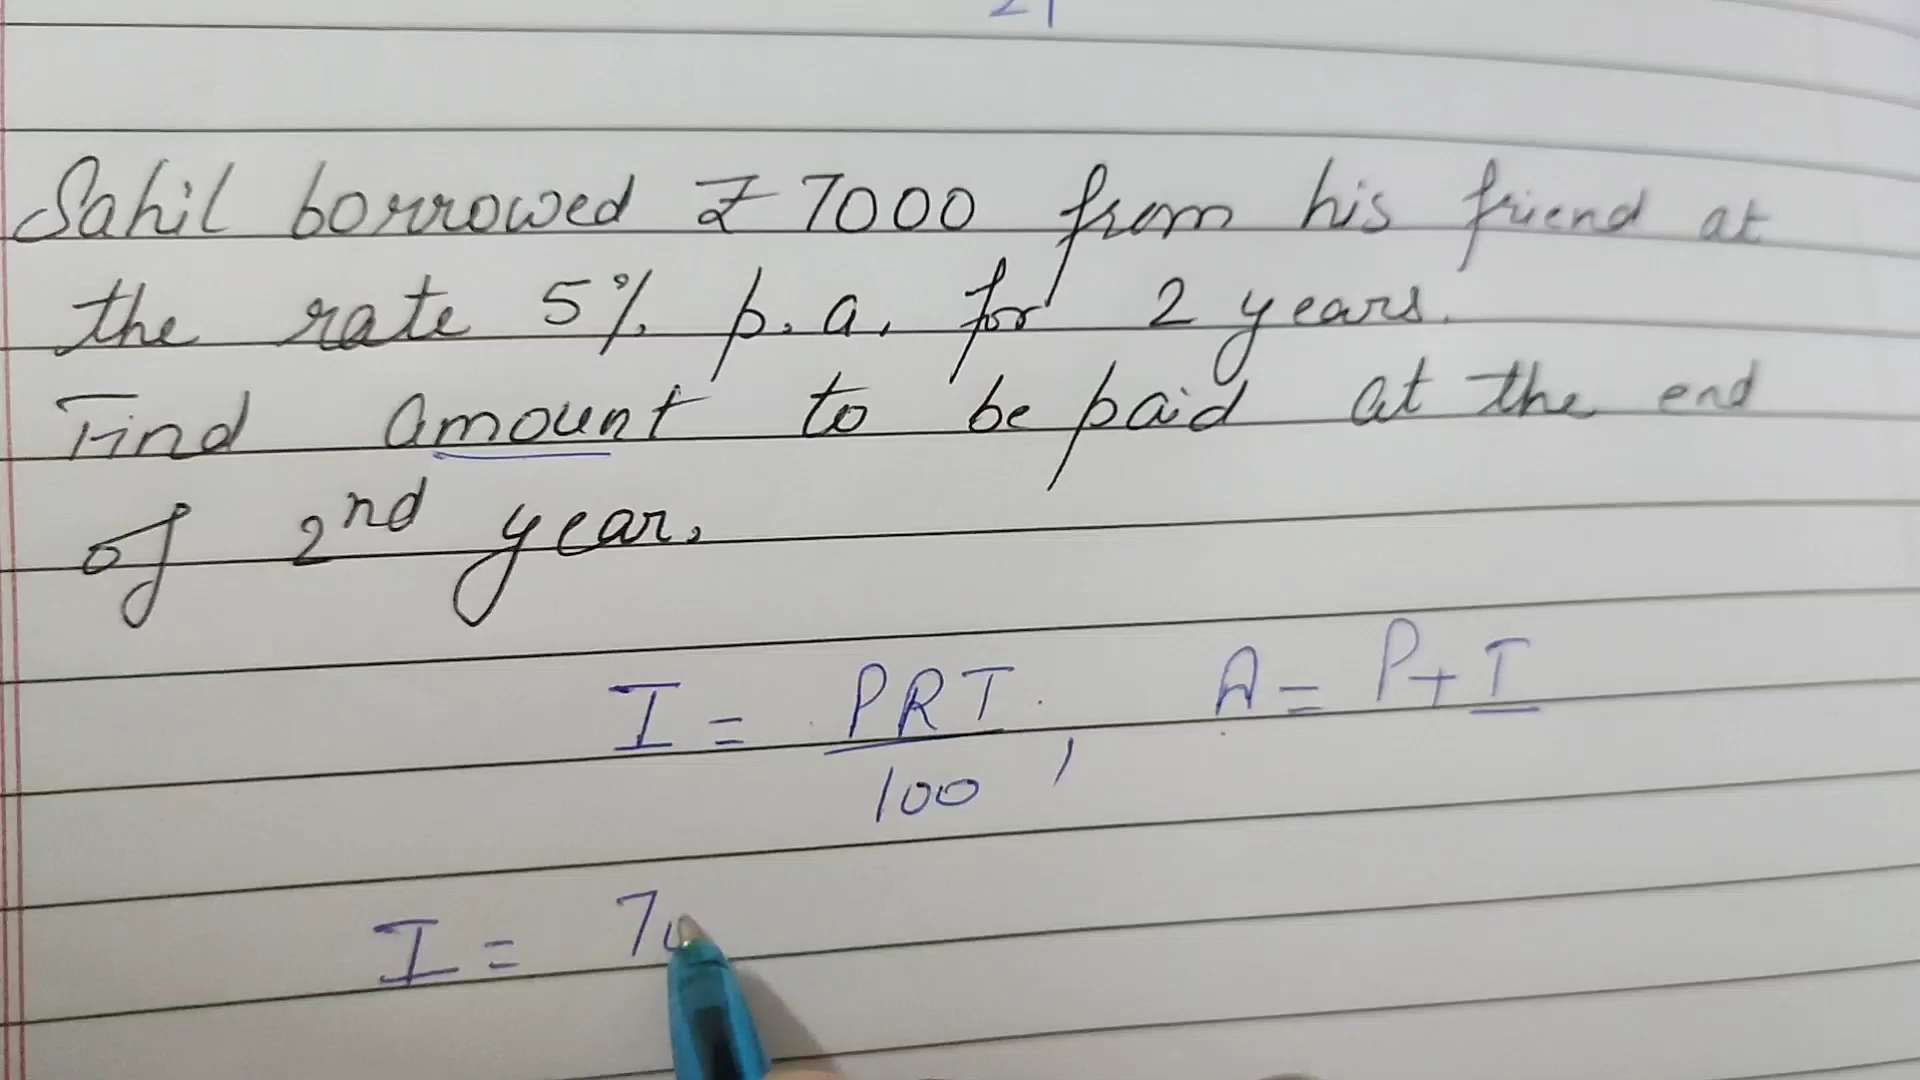 Sahil borrowed ₹ 7000 from his friend at
the rate 5% p.a. for 2 years.
Find amount to be paid at the end
of 2nd year.
I = PRT / 100 , A = P + I
I = 70